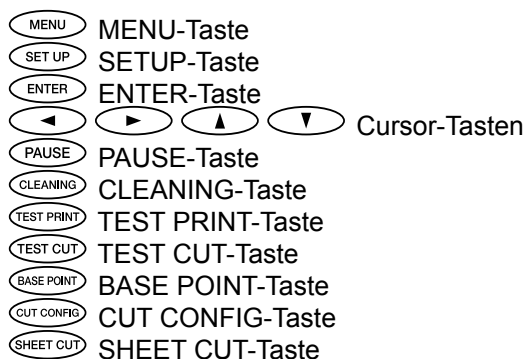 MENU MENU-Taste
SET UP SETUP-Taste
ENTER ENTER-Taste
◄ ► ▲ ▼ Cursor-Tasten
PAUSE PAUSE-Taste
CLEANING CLEANING-Taste
TEST PRINT TEST PRINT-Taste
TEST CUT TEST CUT-Taste
BASE POINT BASE POINT-Taste
CUT CONFIG CUT CONFIG-Taste
SHEET CUT SHEET CUT-Taste